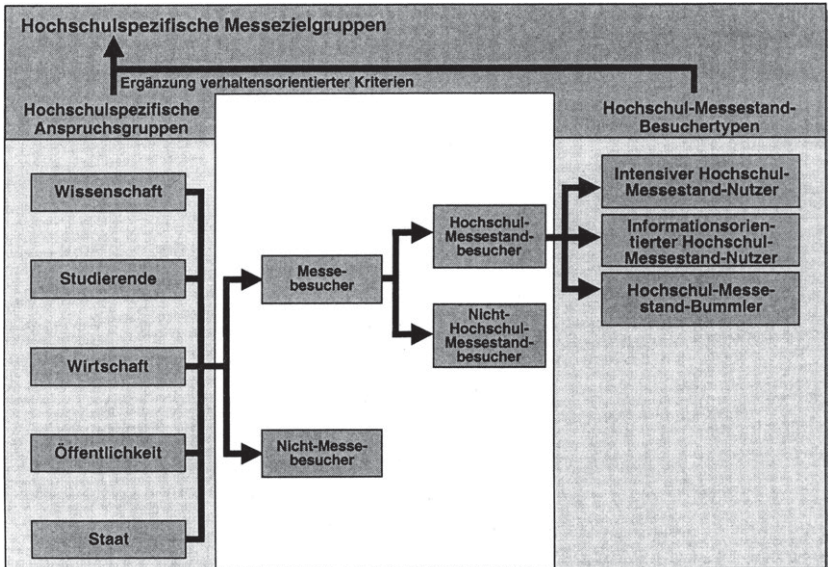 Hochschulspezifische Messezielgruppen
Ergänzung verhaltensorientierter Kriterien
Hochschulspezifische
Anspruchsgruppen
Hochschul-Messestand-
Besuchertypen
Wissenschaft
Studierende
Wirtschaft
Öffentlichkeit
Staat
Messe-
besucher
Nicht-Messe-
besucher
Hochschul-
Messestand-
besucher
Nicht-
Hochschul-
Messestand-
besucher
Intensiver Hochschul-
Messestand-Nutzer
Informationsorien-
tierter Hochschul-
Messestand-Nutzer
Hochschul-Messe-
stand-Bummler